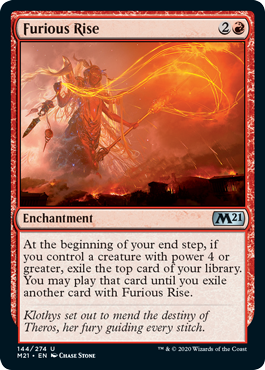 Furious Rise 2
Enchantment M21
At the beginning of your end step, if
you control a creature with power 4 or
greater, exile the top card of your library.
You may play that card until you exile
another card with Furious Rise.
Klothys set out to mend the destiny of
Theros, her fury guiding every stitch.
144/274 U
M21 • EN CHASE STONE
™ & © 2020 Wizards of the Coast